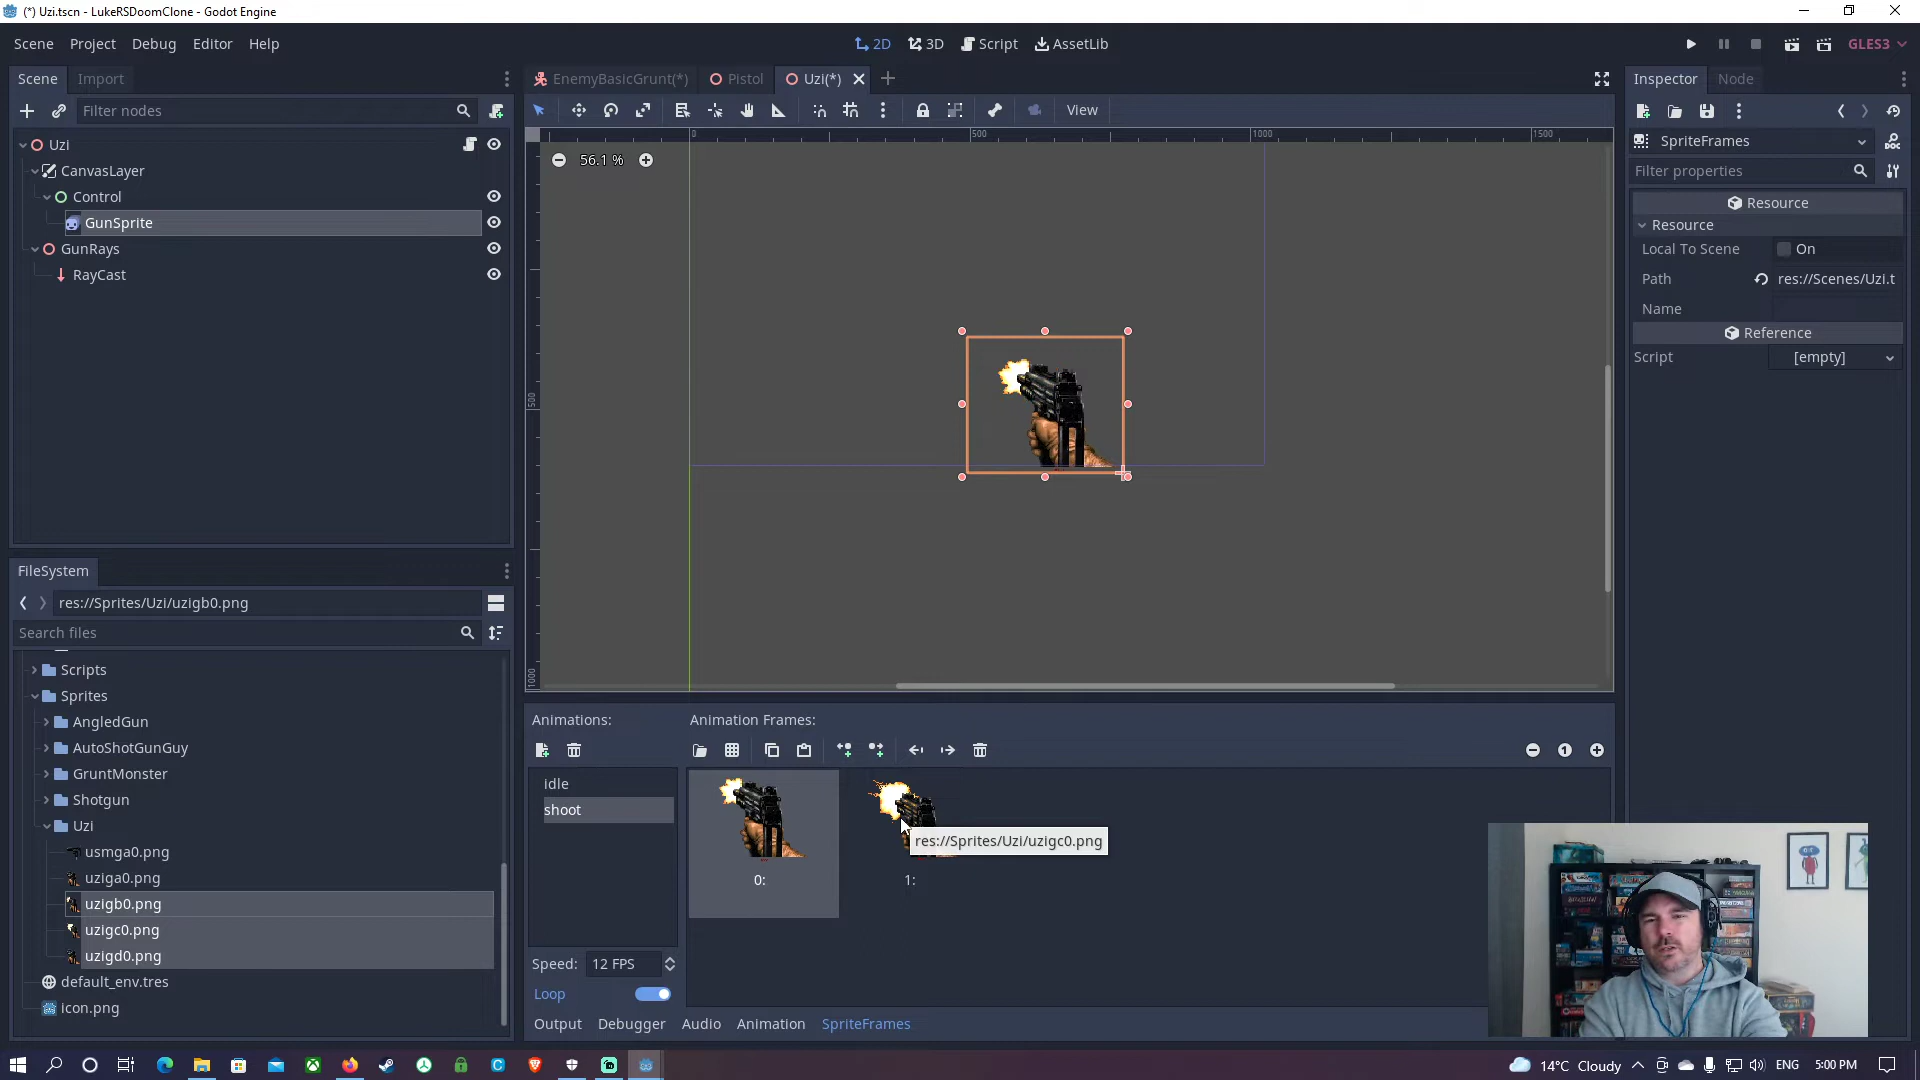 (*) Uzi.tscn - LukeRSDoomClone - Godot Engine
Scene Project Debug Editor Help
2D 3D Script AssetLib
GLES3
Scene Import
EnemyBasicGrunt(*) Pistol Uzi(*)
Inspector Node
Filter nodes
View
SpriteFrames
Filter properties
Uzi
CanvasLayer
Control
GunSprite
GunRays
RayCast
0 500 1000 1500
56.1 %
500
1000
Resource
Resource
Local To Scene On
Path res://Scenes/Uzi.t
Name
Reference
Script [empty]
FileSystem
res://Sprites/Uzi/uzigb0.png
Search files
Scripts
Sprites
AngledGun
AutoShotGunGuy
GruntMonster
Shotgun
Uzi
usmga0.png
uziga0.png
uzigb0.png
uzigc0.png
uzigd0.png
default_env.tres
icon.png
Animations:
idle
shoot
Speed: 12 FPS
Loop
Animation Frames:
1
res://Sprites/Uzi/uzigc0.png
0: 1:
Output Debugger Audio Animation SpriteFrames
14°C Cloudy ENG 5:00 PM